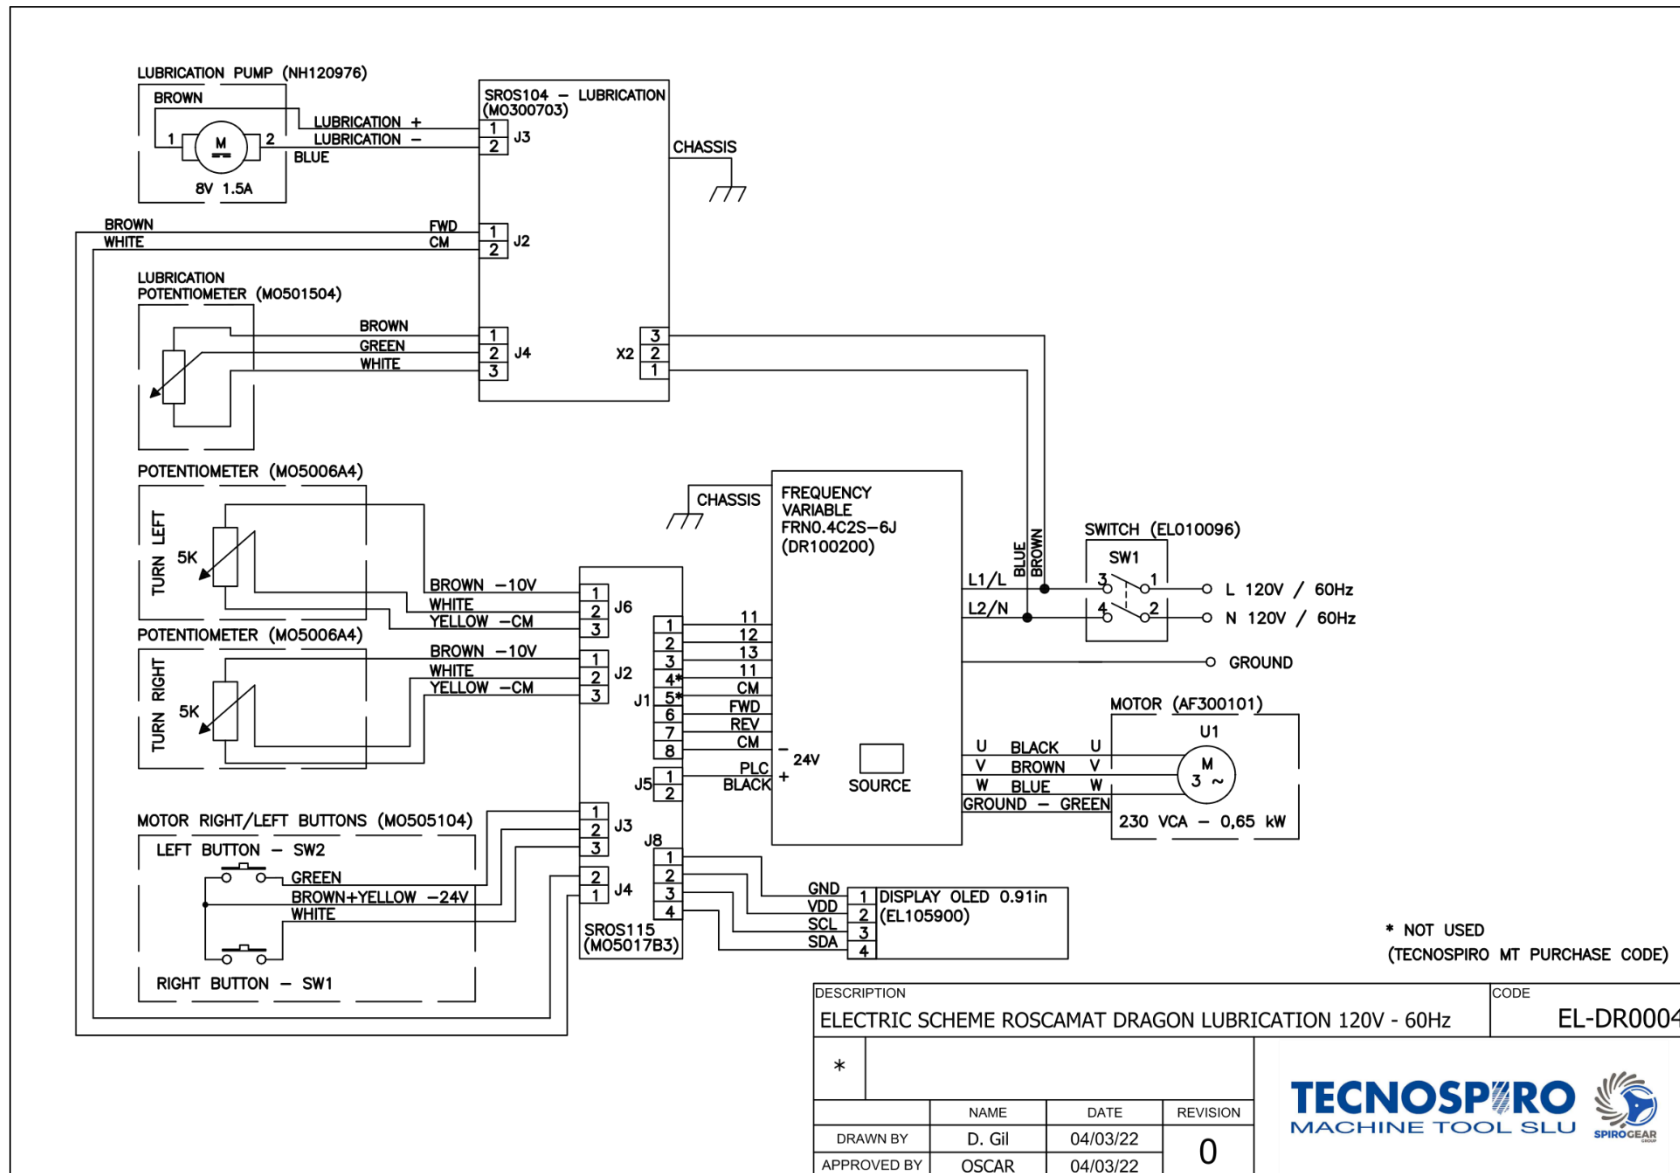 LUBRICATION PUMP (NH120976)
BROWN
LUBRICATION +
LUBRICATION −
1
M
2
BLUE
8V 1.5A
SROS104 − LUBRICATION
(MO300703)
1
2
J3
CHASSIS
BROWN
WHITE
FWD
CM
1
2
J2
LUBRICATION
POTENTIOMETER (MO501504)
BROWN
GREEN
WHITE
1
2
3
J4
X2
3
2
1
POTENTIOMETER (MO5006A4)
TURN LEFT
5K
BROWN −10V
WHITE
YELLOW −CM
1
2
3
J6
POTENTIOMETER (MO5006A4)
TURN RIGHT
5K
BROWN −10V
WHITE
YELLOW −CM
1
2
3
J2
J1
1
2
3
4*
5*
6
7
8
11
12
13
11
CM
FWD
REV
CM
PLC
BLACK
J5
1
2
CHASSIS
FREQUENCY
VARIABLE
FRN0.4C2S−6J
(DR100200)
−
24V
+
SOURCE
L1/L
L2/N
BLUE
BROWN
SWITCH (EL010096)
SW1
3
1
4
2
L 120V / 60Hz
N 120V / 60Hz
GROUND
MOTOR (AF300101)
U1
M
3 ~
U BLACK U
V BROWN V
W BLUE W
GROUND − GREEN
230 VCA − 0,65 kW
MOTOR RIGHT/LEFT BUTTONS (MO505104)
LEFT BUTTON − SW2
GREEN
BROWN+YELLOW −24V
WHITE
RIGHT BUTTON − SW1
1
2
3
J3
2
1
J4
J8
1
2
3
4
SROS115
(MO5017B3)
GND
VDD
SCL
SDA
1
2
3
4
DISPLAY OLED 0.91in
(EL105900)
* NOT USED
(TECNOSPIRO MT PURCHASE CODE)
DESCRIPTION
ELECTRIC SCHEME ROSCAMAT DRAGON LUBRICATION 120V - 60Hz
CODE
EL-DR0004
*
NAME DATE REVISION
DRAWN BY D. Gil 04/03/22
0
APPROVED BY OSCAR 04/03/22
TECNOSPIRO
MACHINE TOOL SLU
SPIROGEAR
GROUP